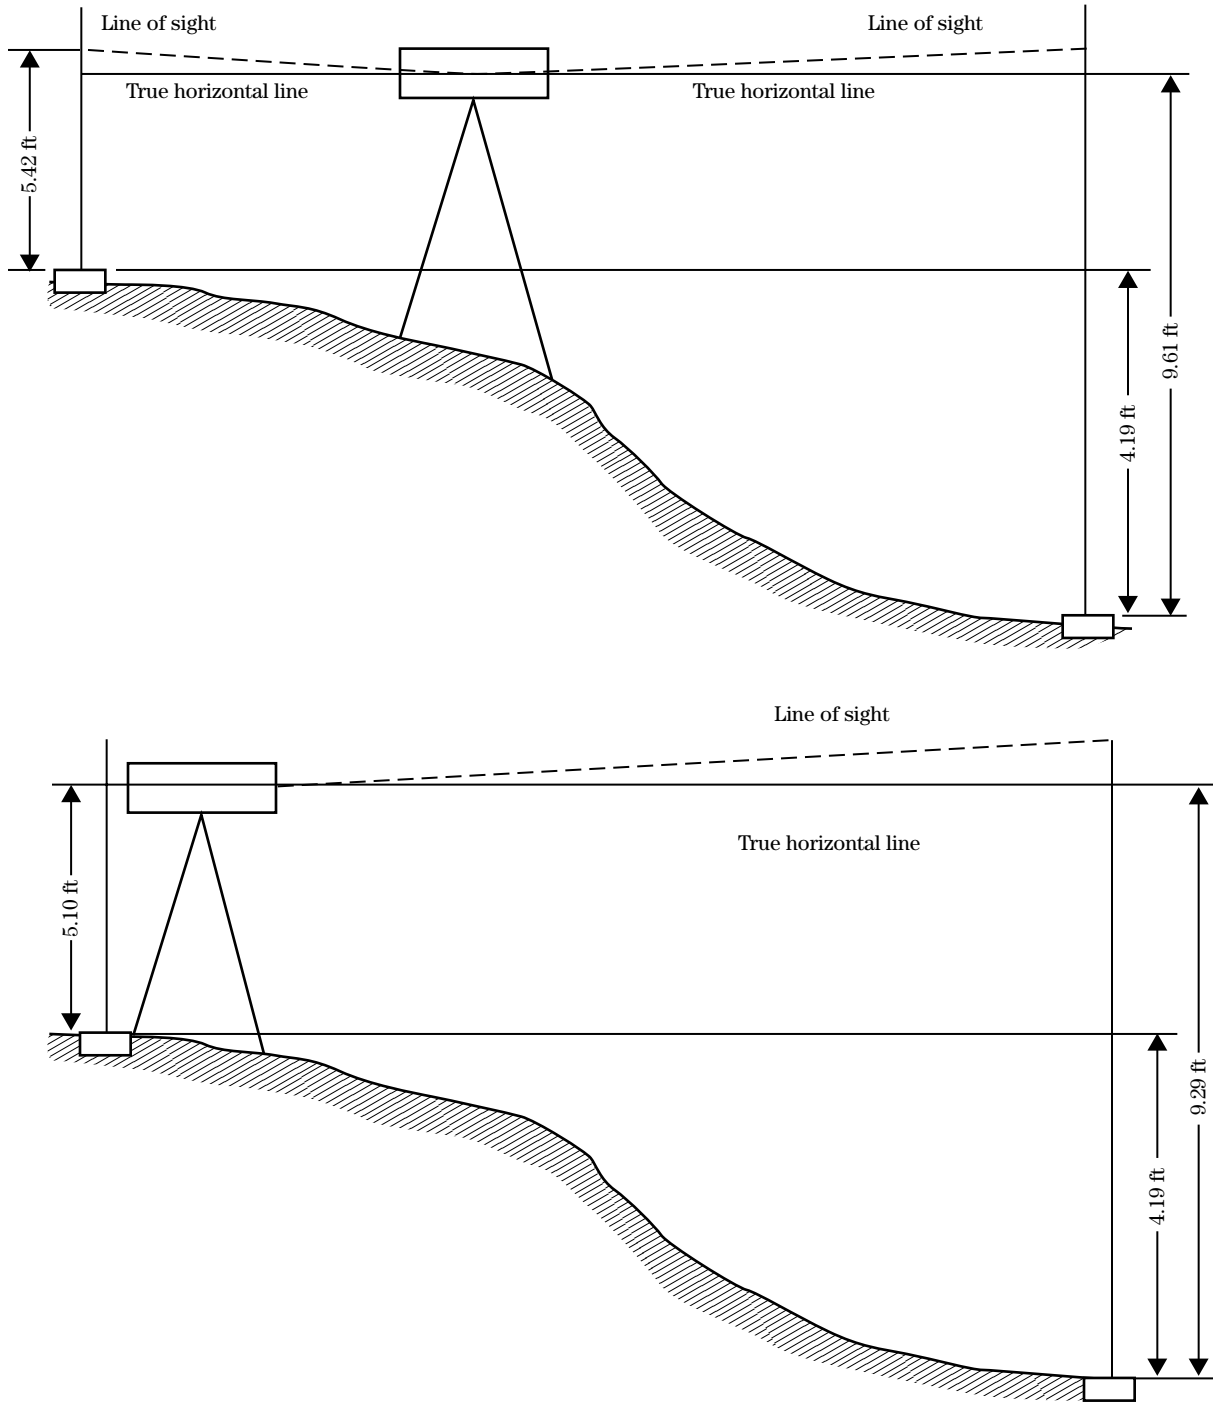 Line of sight
Line of sight
True horizontal line
True horizontal line
5.42 ft
9.61 ft
4.19 ft
Line of sight
True horizontal line
5.10 ft
9.29 ft
4.19 ft